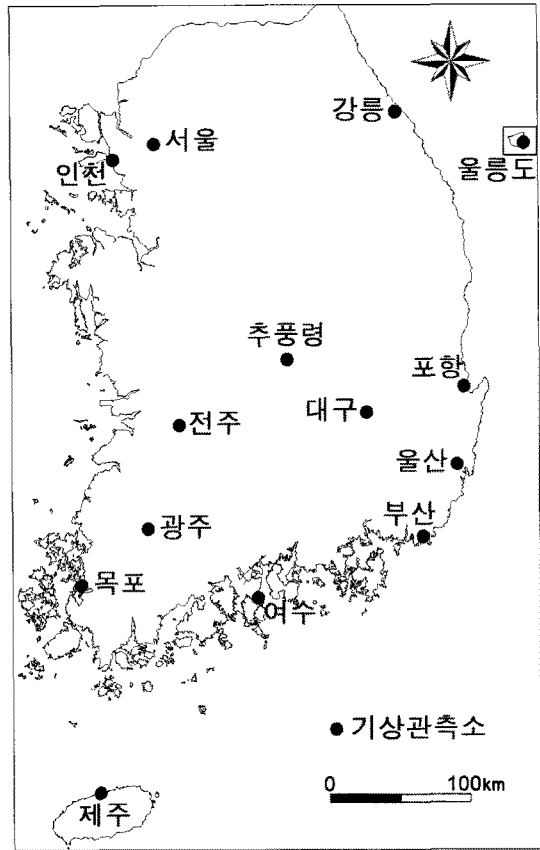 강릉
서울
인천
울릉도
추풍령
포항
전주
대구
울산
부산
광주
목포
여수
기상관측소
0 100km
제주